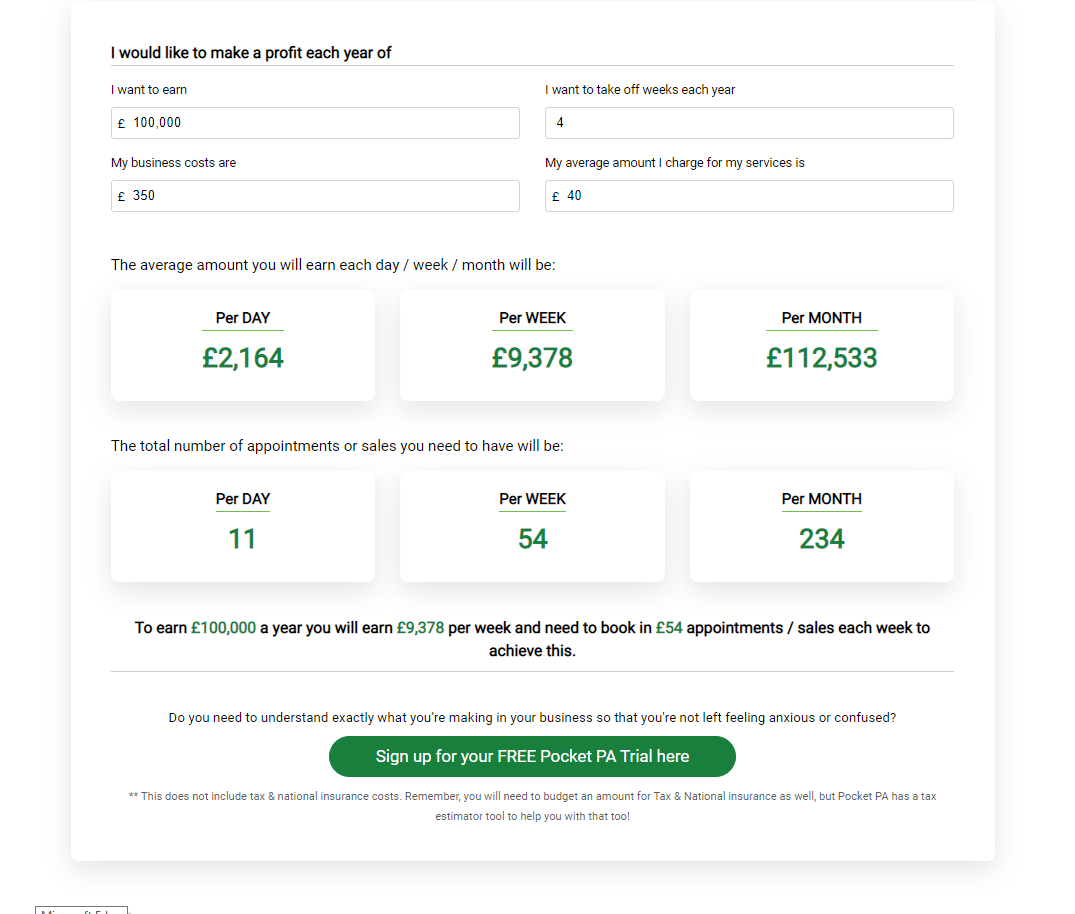 I would like to make a profit each year of
I want to earn
I want to take off weeks each year
£ 100,000
4
My business costs are
My average amount I charge for my services is
£ 350
£ 40
The average amount you will earn each day / week / month will be:
Per DAY
Per WEEK
Per MONTH
£2,164
£9,378
£112,533
The total number of appointments or sales you need to have will be:
Per DAY
Per WEEK
Per MONTH
11
54
234
To earn £100,000 a year you will earn £9,378 per week and need to book in £54 appointments / sales each week to
achieve this.
Do you need to understand exactly what you're making in your business so that you're not left feeling anxious or confused?
Sign up for your FREE Pocket PA Trial here
** This does not include tax & national insurance costs. Remember, you will need to budget an amount for Tax & National insurance as well, but Pocket PA has a tax
estimator tool to help you with that too!